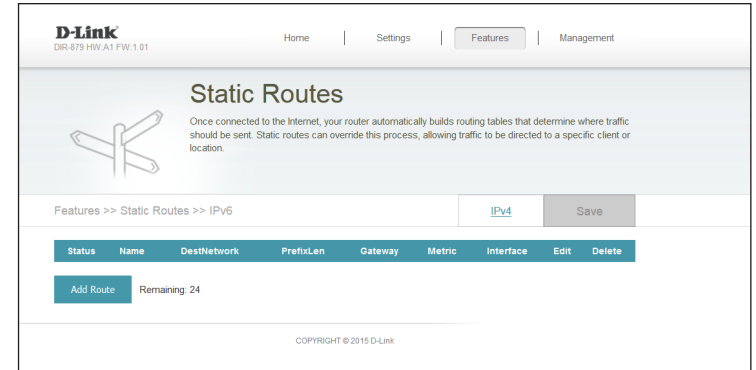 D-Link
DIR-879 HW:A1 FW:1.01
Home
Settings
Features
Management
Static Routes
Once connected to the Internet, your router automatically builds routing tables that determine where traffic
should be sent. Static routes can override this process, allowing traffic to be directed to a specific client or
location.
Features >> Static Routes >> IPv6
IPv4
Save
Status Name DestNetwork PrefixLen Gateway Metric Interface Edit Delete
Add Route Remaining: 24
COPYRIGHT © 2015 D-Link